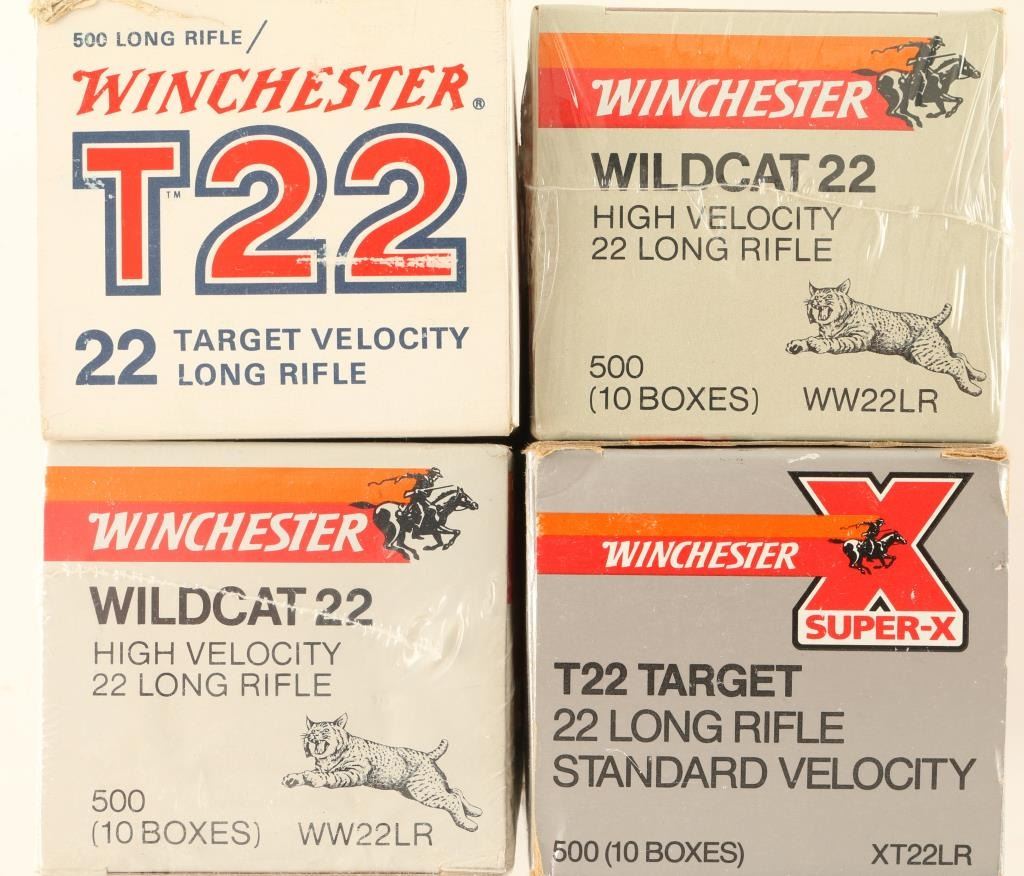 500 LONG RIFLE/
WINCHESTER®
T™22
22 TARGET VELOCITY
LONG RIFLE
WINCHESTER
WILDCAT 22
HIGH VELOCITY
22 LONG RIFLE
500
(10 BOXES) WW22LR
WINCHESTER
WILDCAT 22
HIGH VELOCITY
22 LONG RIFLE
500
(10 BOXES) WW22LR
X
WINCHESTER
SUPER-X
T22 TARGET
22 LONG RIFLE
STANDARD VELOCITY
500 (10 BOXES) XT22LR